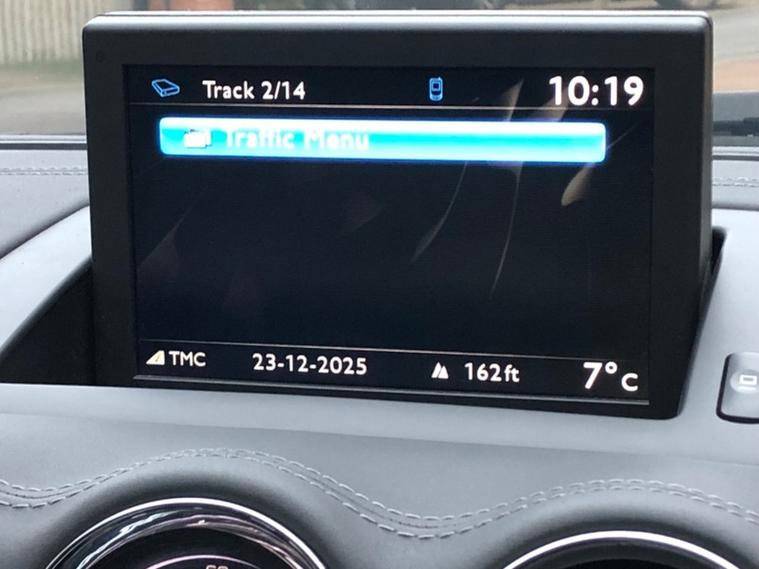 Track 2/14 10:19
Traffic Menu
TMC 23-12-2025 162ft 7°C